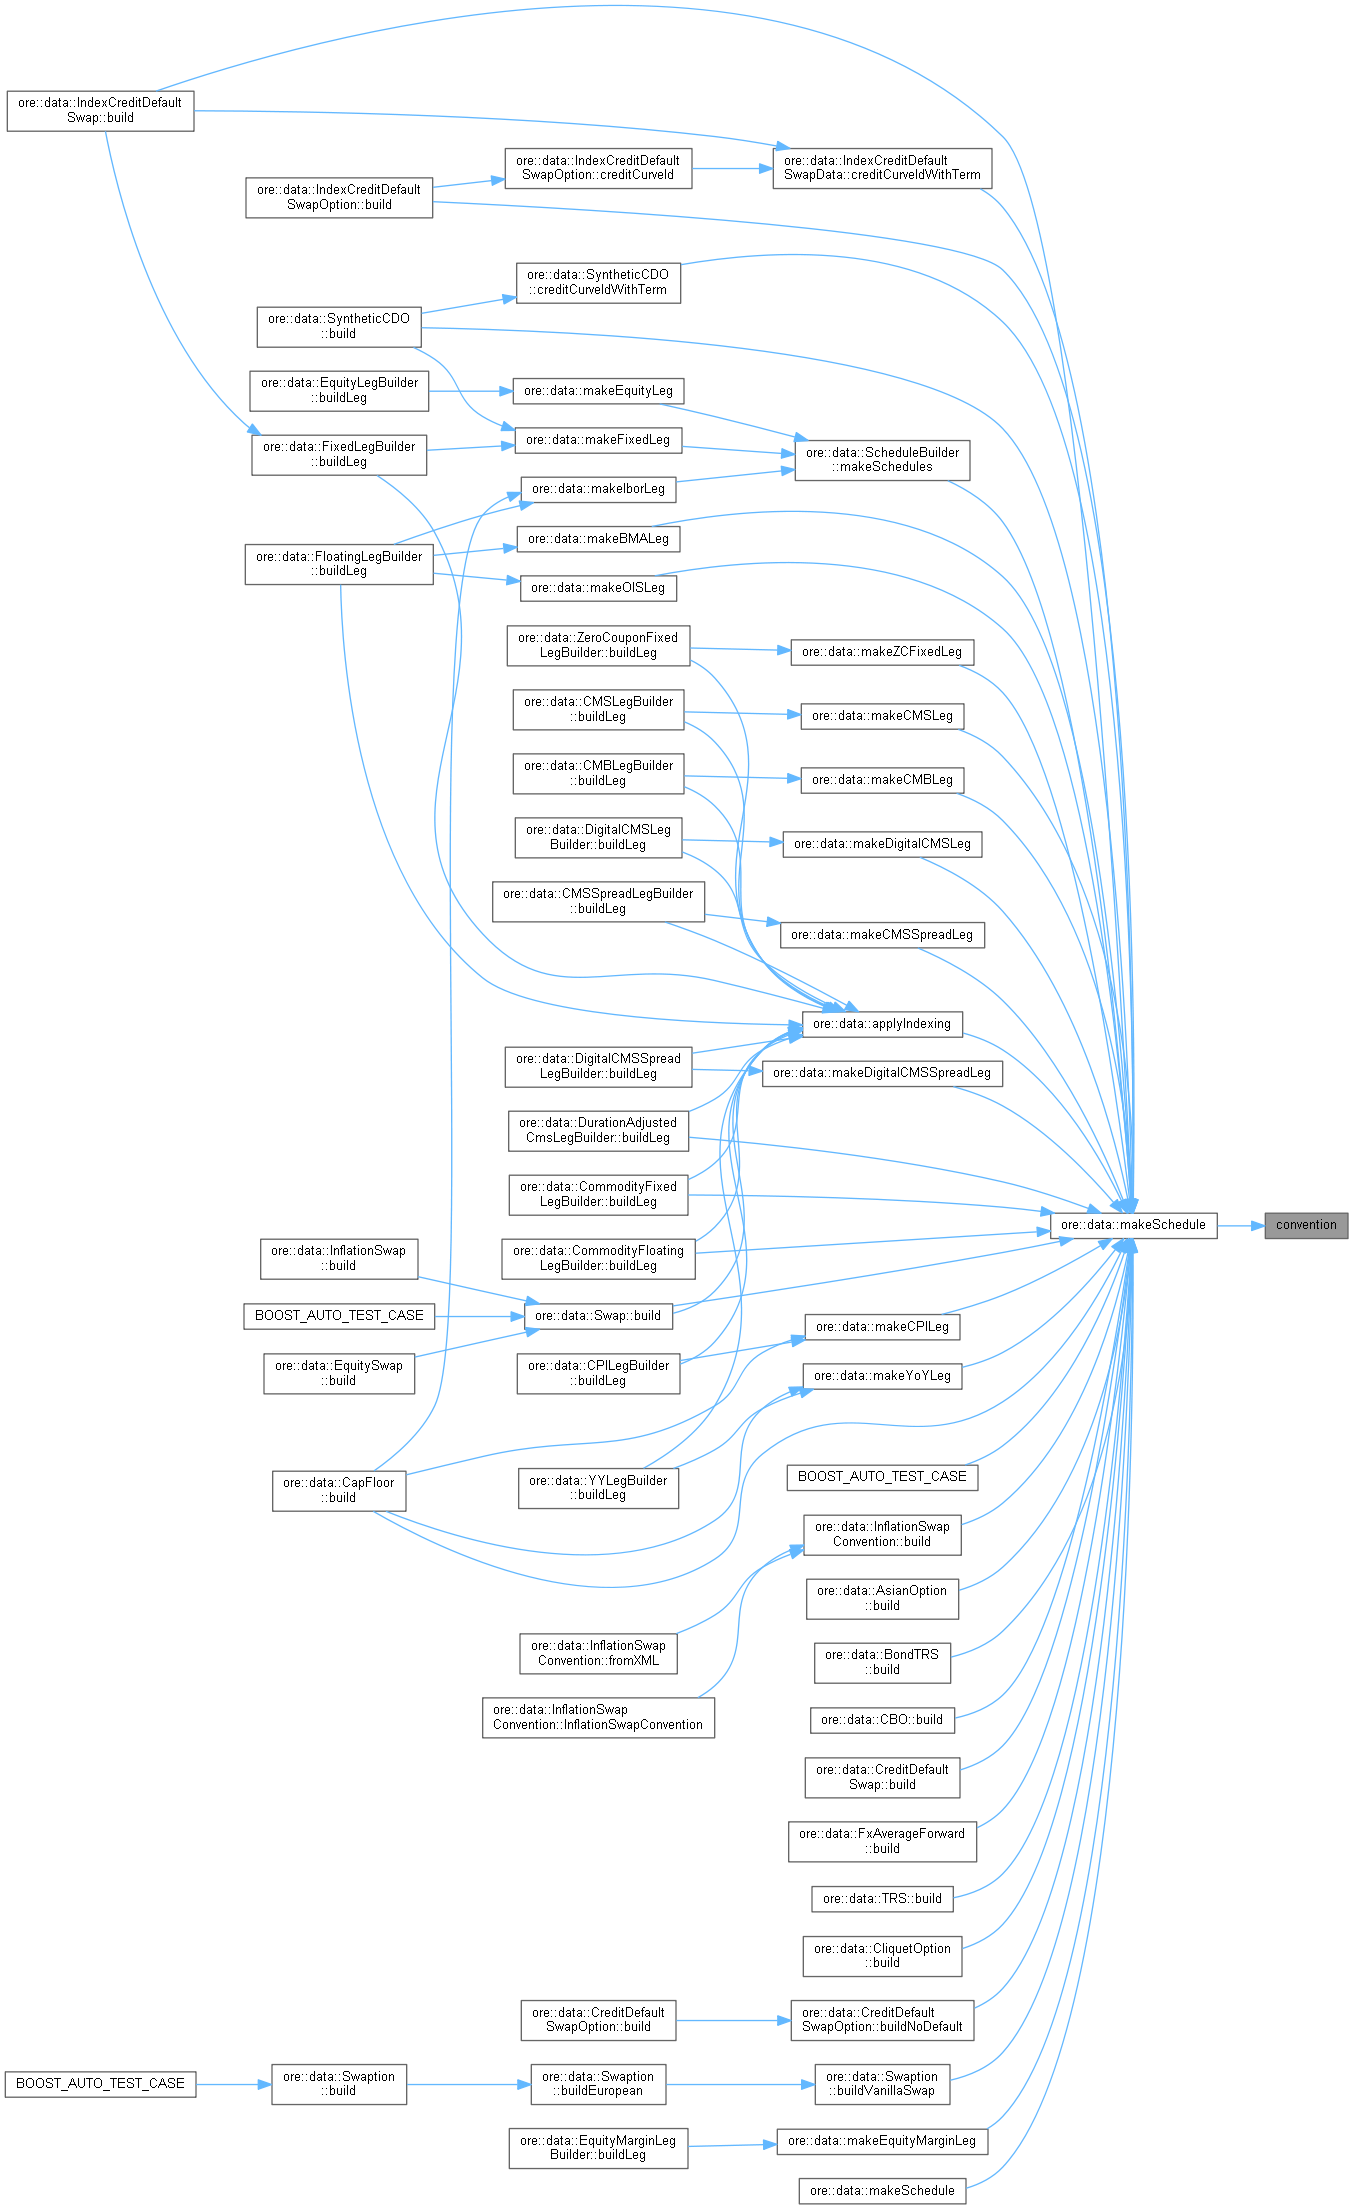 ore::data::IndexCreditDefault
Swap::build
ore::data::IndexCreditDefault
SwapOption::creditCurveId
ore::data::IndexCreditDefault
SwapData::creditCurveIdWithTerm
ore::data::IndexCreditDefault
SwapOption::build
ore::data::SyntheticCDO
::creditCurveIdWithTerm
ore::data::SyntheticCDO
::build
ore::data::EquityLegBuilder
::buildLeg
ore::data::makeEquityLeg
ore::data::FixedLegBuilder
::buildLeg
ore::data::makeFixedLeg
ore::data::ScheduleBuilder
::makeSchedules
ore::data::makeIborLeg
ore::data::makeBMALeg
ore::data::FloatingLegBuilder
::buildLeg
ore::data::makeOISLeg
ore::data::ZeroCouponFixed
LegBuilder::buildLeg
ore::data::makeZCFixedLeg
ore::data::CMSLegBuilder
::buildLeg
ore::data::makeCMSLeg
ore::data::CMBLegBuilder
::buildLeg
ore::data::makeCMBLeg
ore::data::DigitalCMSLeg
Builder::buildLeg
ore::data::makeDigitalCMSLeg
ore::data::CMSSpreadLegBuilder
::buildLeg
ore::data::makeCMSSpreadLeg
ore::data::applyIndexing
ore::data::DigitalCMSSpread
LegBuilder::buildLeg
ore::data::makeDigitalCMSSpreadLeg
ore::data::DurationAdjusted
CmsLegBuilder::buildLeg
ore::data::CommodityFixed
LegBuilder::buildLeg
ore::data::makeSchedule
convention
ore::data::InflationSwap
::build
ore::data::CommodityFloating
LegBuilder::buildLeg
BOOST_AUTO_TEST_CASE
ore::data::Swap::build
ore::data::makeCPILeg
ore::data::EquitySwap
::build
ore::data::CPILegBuilder
::buildLeg
ore::data::makeYoYLeg
ore::data::CapFloor
::build
ore::data::YYLegBuilder
::buildLeg
BOOST_AUTO_TEST_CASE
ore::data::InflationSwap
Convention::build
ore::data::AsianOption
::build
ore::data::InflationSwap
Convention::fromXML
ore::data::BondTRS
::build
ore::data::InflationSwap
Convention::InflationSwapConvention
ore::data::CBO::build
ore::data::CreditDefault
Swap::build
ore::data::FxAverageForward
::build
ore::data::TRS::build
ore::data::CliquetOption
::build
ore::data::CreditDefault
SwapOption::build
ore::data::CreditDefault
SwapOption::buildNoDefault
BOOST_AUTO_TEST_CASE
ore::data::Swaption
::build
ore::data::Swaption
::buildEuropean
ore::data::Swaption
::buildVanillaSwap
ore::data::EquityMarginLeg
Builder::buildLeg
ore::data::makeEquityMarginLeg
ore::data::makeSchedule